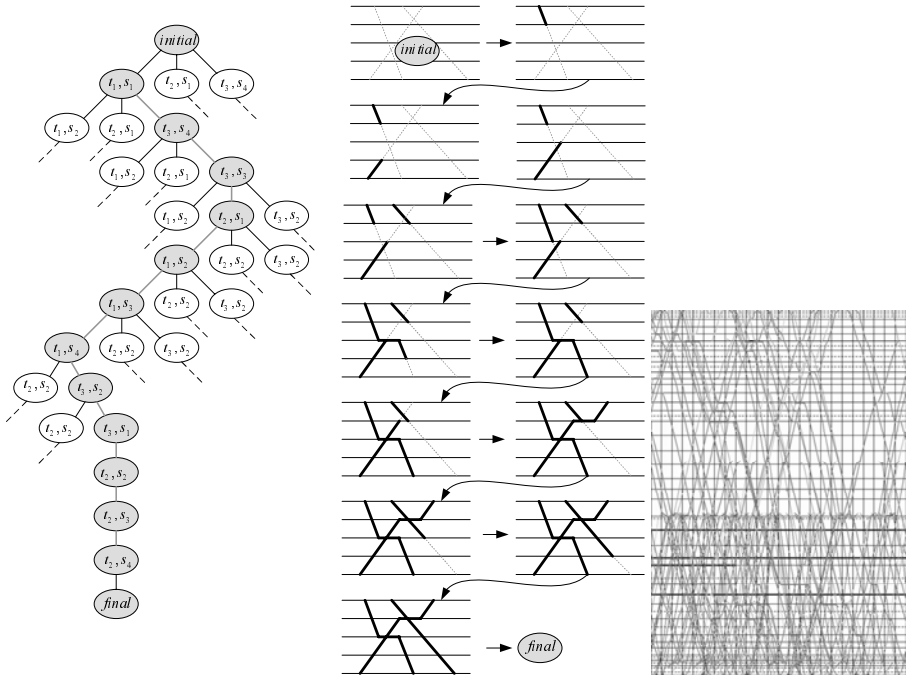 initial
t₁, s₁ t₂, s₁ t₃, s₄
t₁, s₂ t₂, s₁ t₃, s₄
t₁, s₂ t₂, s₁ t₃, s₃
t₁, s₂ t₂, s₁ t₃, s₂
t₁, s₂ t₂, s₂ t₃, s₂
t₁, s₃ t₂, s₂ t₃, s₂
t₁, s₄ t₂, s₂ t₃, s₂
t₂, s₂ t₃, s₂
t₂, s₂ t₃, s₁
t₂, s₂
t₂, s₃
t₂, s₄
final
initial
final